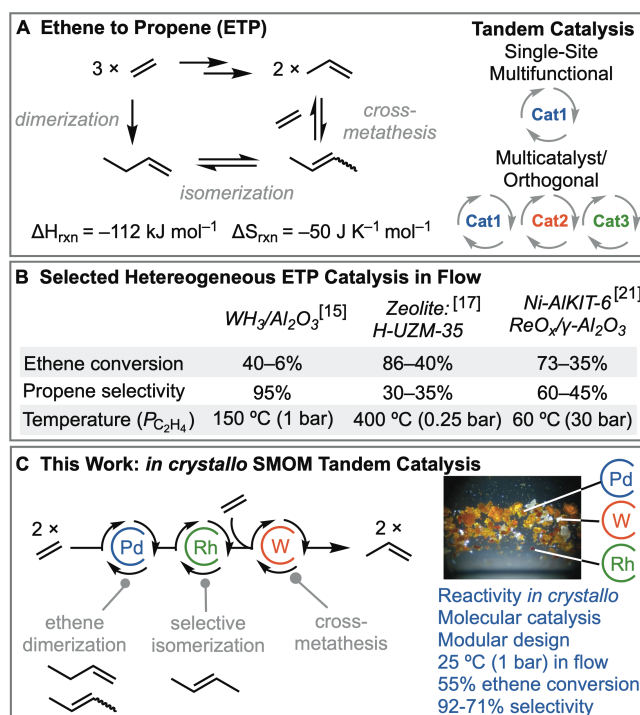 A Ethene to Propene (ETP)
3 ×
2 ×
dimerization
cross-
metathesis
isomerization
ΔHrxn = –112 kJ mol⁻¹ ΔSrxn = –50 J K⁻¹ mol⁻¹
Tandem Catalysis
Single-Site
Multifunctional
Cat1
Multicatalyst/
Orthogonal
Cat1 Cat2 Cat3
B Selected Hetereogeneous ETP Catalysis in Flow
WH₃/Al₂O₃[15]
Zeolite:[17]
H-UZM-35
Ni-AlKIT-6[21]
ReOₓ/γ-Al₂O₃
Ethene conversion 40–6% 86–40% 73–35%
Propene selectivity 95% 30–35% 60–45%
Temperature (P_C₂H₄) 150 ºC (1 bar) 400 ºC (0.25 bar) 60 ºC (30 bar)
C This Work: in crystallo SMOM Tandem Catalysis
2 ×
Pd
Rh
W
2 ×
ethene
dimerization
selective
isomerization
cross-
metathesis
Pd
W
Rh
Reactivity in crystallo
Molecular catalysis
Modular design
25 ºC (1 bar) in flow
55% ethene conversion
92-71% selectivity